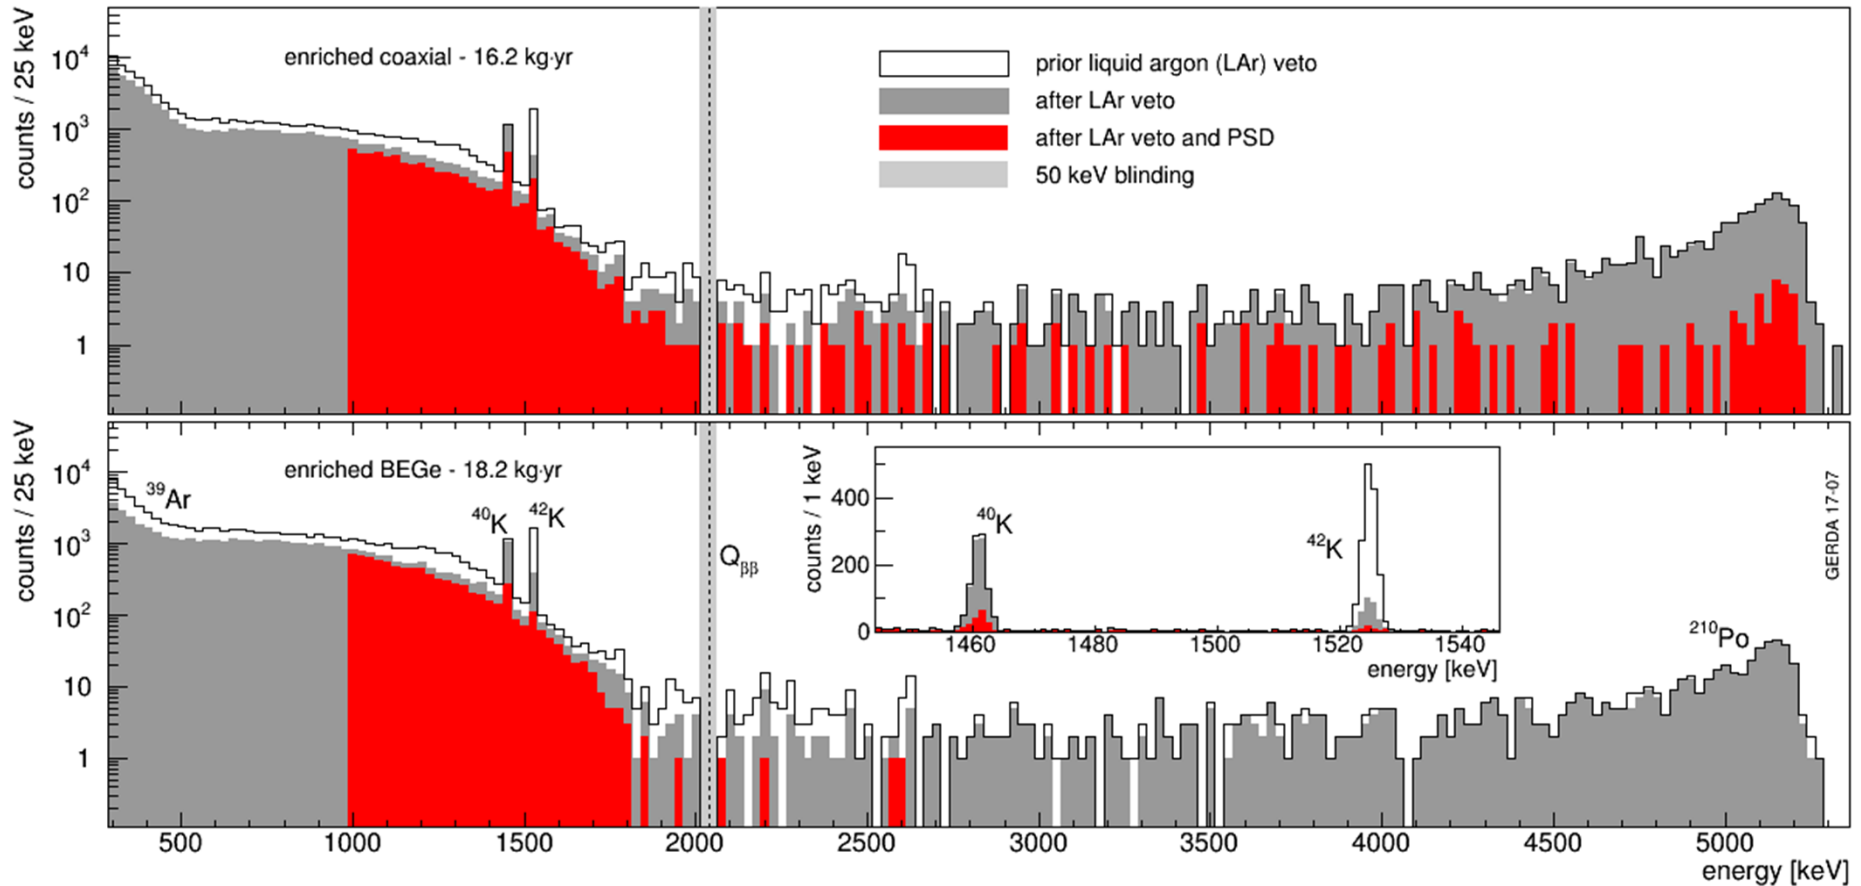 counts / 25 keV
10⁴
10³
10²
10
1
enriched coaxial - 16.2 kg·yr
prior liquid argon (LAr) veto
after LAr veto
after LAr veto and PSD
50 keV blinding
counts / 25 keV
10⁴
10³
10²
10
1
enriched BEGe - 18.2 kg·yr
³⁹Ar
⁴⁰K
⁴²K
Qββ
counts / 1 keV
400
200
0
⁴⁰K
⁴²K
1460 1480 1500 1520 1540
energy [keV]
GERDA 17-07
²¹⁰Po
500 1000 1500 2000 2500 3000 3500 4000 4500 5000
energy [keV]